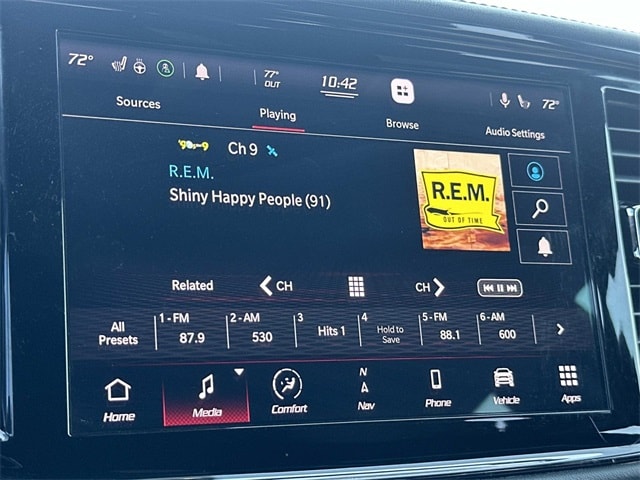 72° 77° OUT 10:42 72°
Sources Playing Browse Audio Settings
Ch 9
R.E.M.
Shiny Happy People (91)
R.E.M.
OUT OF TIME
Related CH CH
All Presets
1-FM 87.9
2-AM 530
3 Hits 1
4 Hold to Save
5-FM 88.1
6-AM 600
Home Media Comfort N Nav Phone Vehicle Apps